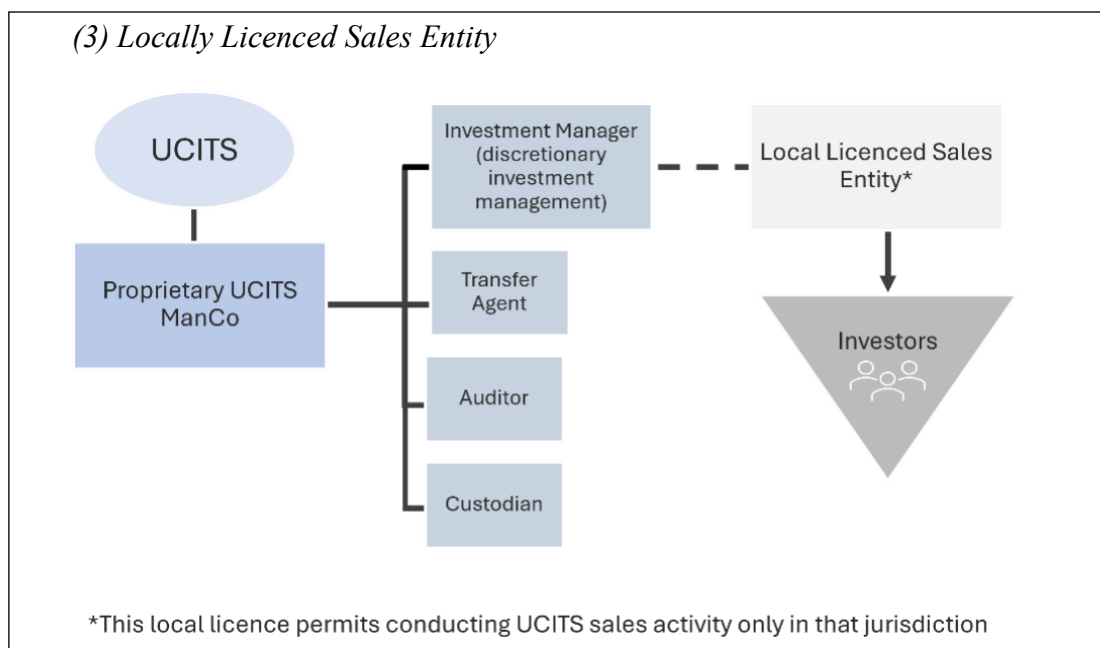 (3) Locally Licenced Sales Entity
UCITS
Proprietary UCITS
ManCo
Investment Manager
(discretionary
investment
management)
Transfer
Agent
Auditor
Custodian
Local Licenced Sales
Entity*
Investors
*This local licence permits conducting UCITS sales activity only in that jurisdiction